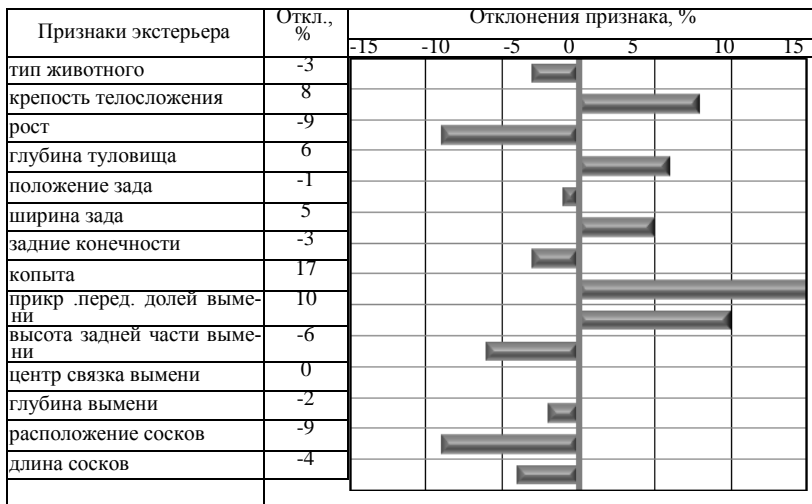 Признаки экстерьера Откл., % Отклонения признака, %
-15 -10 -5 0 5 10 15
тип животного -3
крепость телосложения 8
рост -9
глубина туловища 6
положение зада -1
ширина зада 5
задние конечности -3
копыта 17
прикр .перед. долей выме- 10
ни
высота задней части выме- -6
ни
центр связка вымени 0
глубина вымени -2
расположение сосков -9
длина сосков -4